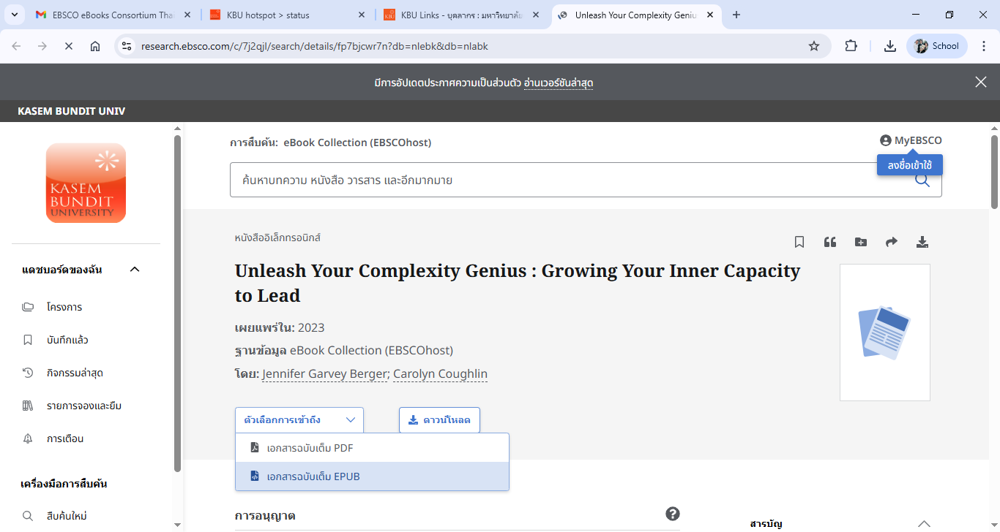 EBSCO eBooks Consortium Thai
KBU hotspot > status
KBU Links - บุคลากร : มหาวิทยาลัย
Unleash Your Complexity Geniu
research.ebsco.com/c/7j2qjl/search/details/fp7bjcwr7n?db=nlebk&db=nlabk
School
มีการอัปเดตประกาศความเป็นส่วนตัว อ่านเวอร์ชันล่าสุด
KASEM BUNDIT UNIV
KASEM
BUNDIT
UNIVERSITY
แดชบอร์ดของฉัน
โครงการ
บันทึกแล้ว
กิจกรรมล่าสุด
รายการจองและยืม
การเตือน
เครื่องมือการสืบค้น
สืบค้นใหม่
การสืบค้น: eBook Collection (EBSCOhost)
MyEBSCO
ลงชื่อเข้าใช้
ค้นหาบทความ หนังสือ วารสาร และอีกมากมาย
หนังสืออิเล็กทรอนิกส์
Unleash Your Complexity Genius : Growing Your Inner Capacity
to Lead
เผยแพร่ใน: 2023
ฐานข้อมูล eBook Collection (EBSCOhost)
โดย: Jennifer Garvey Berger; Carolyn Coughlin
ตัวเลือกการเข้าถึง
ดาวน์โหลด
เอกสารฉบับเต็ม PDF
เอกสารฉบับเต็ม EPUB
การอนุญาต
สารบัญ